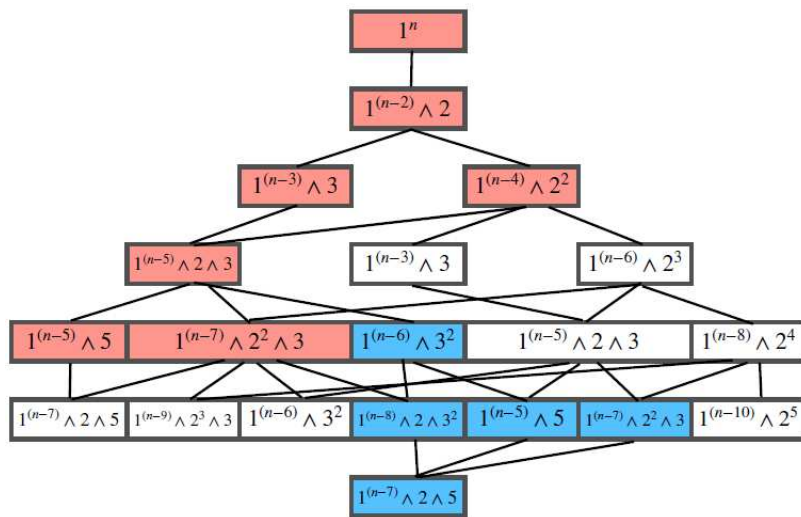 1^n
1^(n−2) ∧ 2
1^(n−3) ∧ 3 1^(n−4) ∧ 2^2
1^(n−5) ∧ 2 ∧ 3 1^(n−3) ∧ 3 1^(n−6) ∧ 2^3
1^(n−5) ∧ 5 1^(n−7) ∧ 2^2 ∧ 3 1^(n−6) ∧ 3^2 1^(n−5) ∧ 2 ∧ 3 1^(n−8) ∧ 2^4
1^(n−7) ∧ 2 ∧ 5 1^(n−9) ∧ 2^3 ∧ 3 1^(n−6) ∧ 3^2 1^(n−8) ∧ 2 ∧ 3^2 1^(n−5) ∧ 5 1^(n−7) ∧ 2^2 ∧ 3 1^(n−10) ∧ 2^5
1^(n−7) ∧ 2 ∧ 5